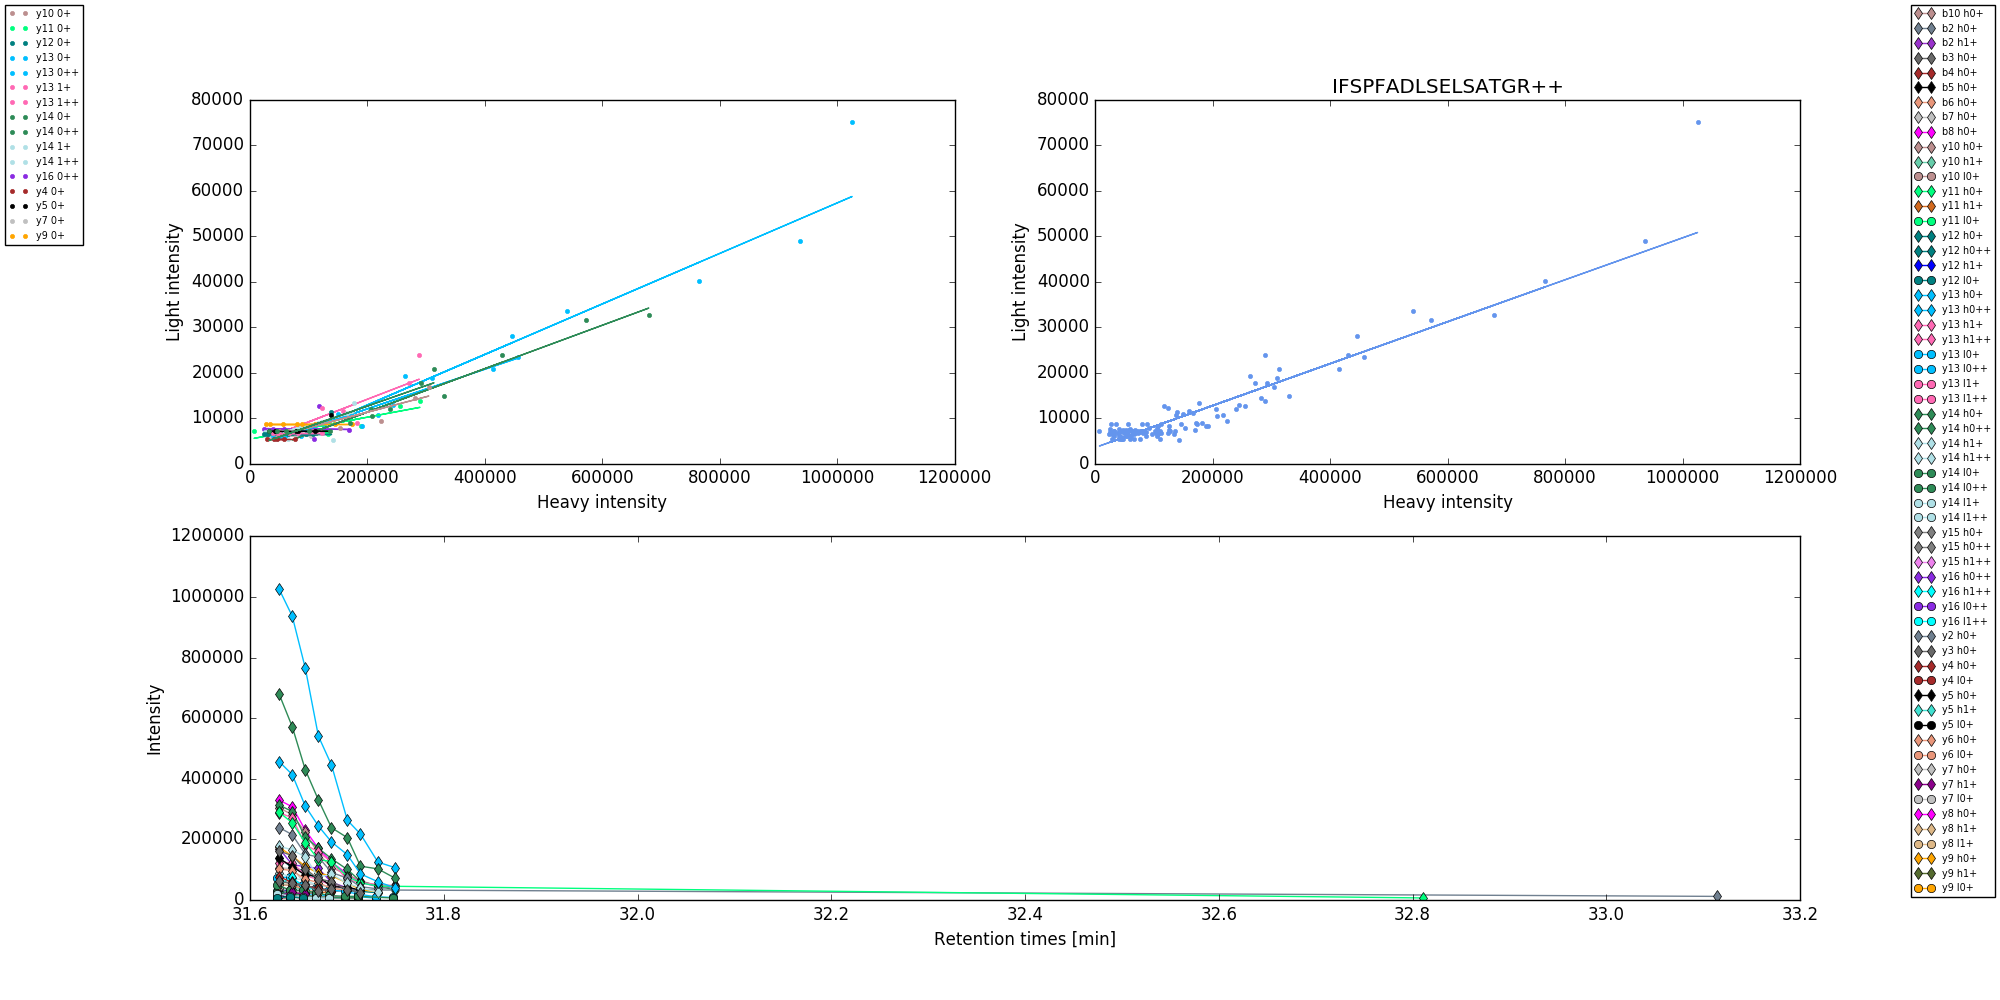 y10 0+
y11 0+
y12 0+
y13 0+
y13 0++
y13 1+
y13 1++
y14 0+
y14 0++
y14 1+
y14 1++
y16 0++
y4 0+
y5 0+
y7 0+
y9 0+
80000
70000
60000
50000
40000
30000
20000
10000
0
Light intensity
0 200000 400000 600000 800000 1000000 1200000
Heavy intensity
IFSPFADLSELSATGR++
80000
70000
60000
50000
40000
30000
20000
10000
0
Light intensity
0 200000 400000 600000 800000 1000000 1200000
Heavy intensity
1200000
1000000
800000
600000
400000
200000
0
Intensity
31.6 31.8 32.0 32.2 32.4 32.6 32.8 33.0 33.2
Retention times [min]
b10 h0+
b2 h0+
b2 h1+
b3 h0+
b4 h0+
b5 h0+
b6 h0+
b7 h0+
b8 h0+
y10 h0+
y10 h1+
y10 l0+
y11 h0+
y11 h1+
y11 l0+
y12 h0+
y12 h0++
y12 h1+
y12 l0+
y13 h0+
y13 h0++
y13 h1+
y13 h1++
y13 l0+
y13 l0++
y13 l1+
y13 l1++
y14 h0+
y14 h0++
y14 h1+
y14 h1++
y14 l0+
y14 l0++
y14 l1+
y14 l1++
y15 h0+
y15 h0++
y15 h1++
y16 h0++
y16 h1++
y16 l0++
y16 l1++
y2 h0+
y3 h0+
y4 h0+
y4 l0+
y5 h0+
y5 h1+
y5 l0+
y6 h0+
y6 l0+
y7 h0+
y7 h1+
y7 l0+
y8 h0+
y8 h1+
y8 l1+
y9 h0+
y9 h1+
y9 l0+